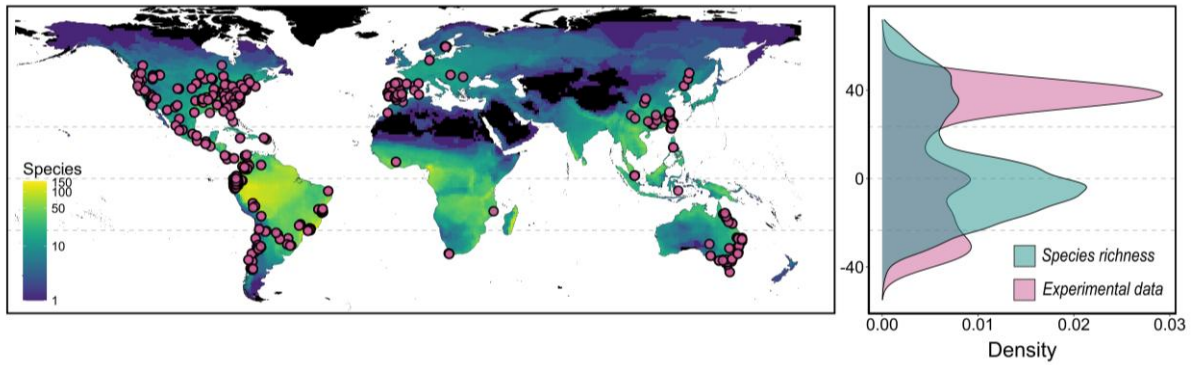 Species
150
100
50
10
1
40
0
-40
Species richness
Experimental data
0.00 0.01 0.02 0.03
Density